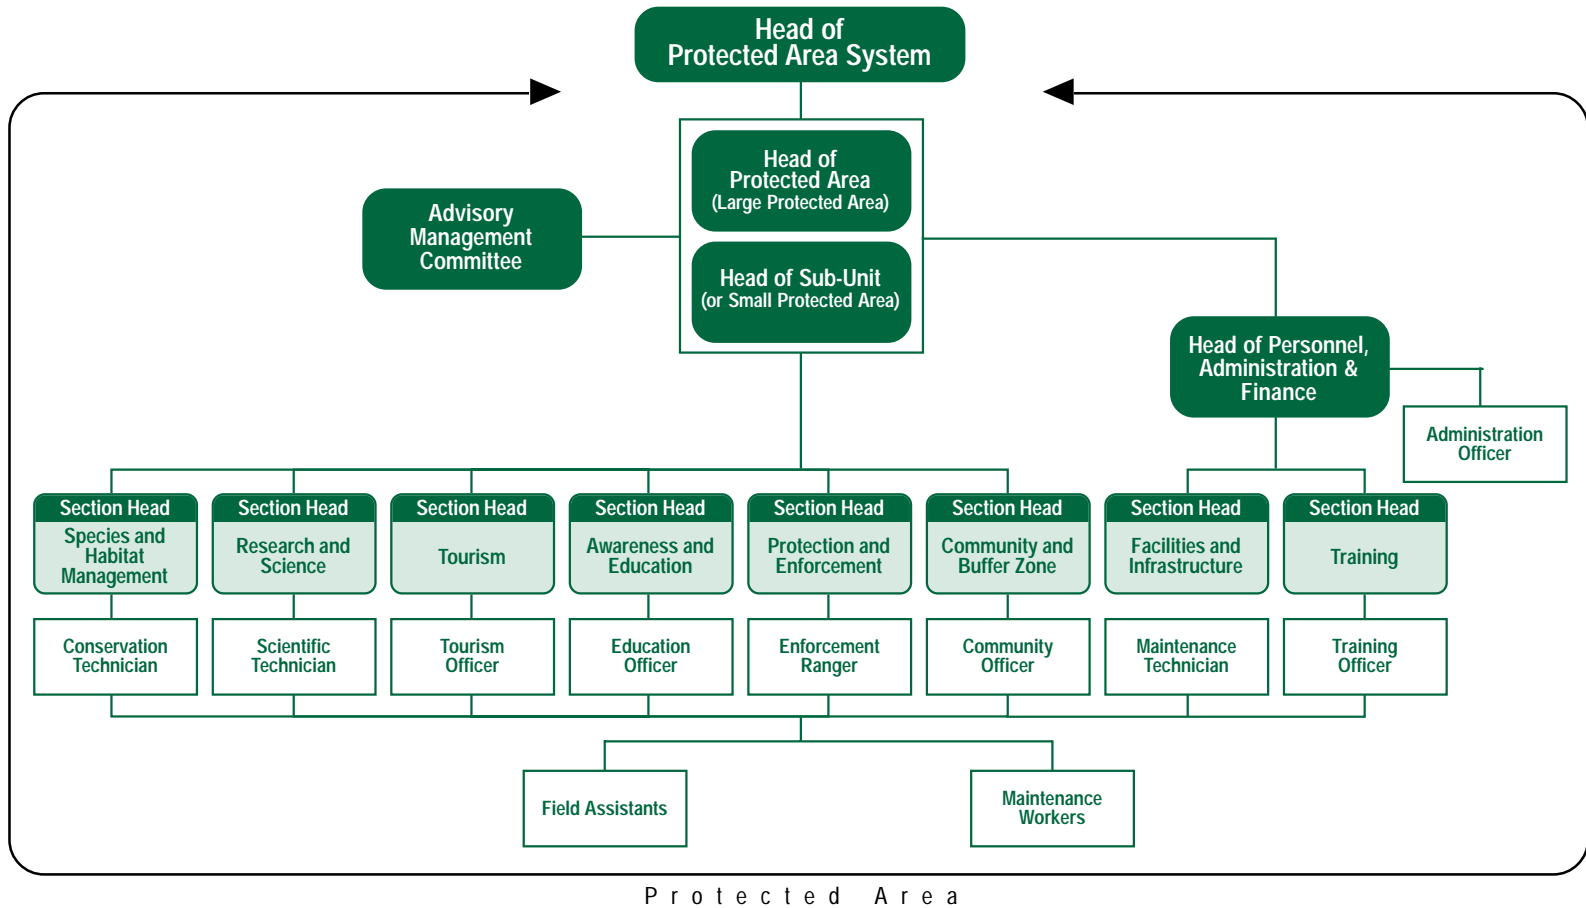 Head of
Protected Area System
Head of
Protected Area
(Large Protected Area)
Advisory
Management
Committee
Head of Sub-Unit
(or Small Protected Area)
Head of Personnel,
Administration &
Finance
Administration
Officer
Section Head
Species and
Habitat
Management
Section Head
Research and
Science
Section Head
Tourism
Section Head
Awareness and
Education
Section Head
Protection and
Enforcement
Section Head
Community and
Buffer Zone
Section Head
Facilities and
Infrastructure
Section Head
Training
Conservation
Technician
Scientific
Technician
Tourism
Officer
Education
Officer
Enforcement
Ranger
Community
Officer
Maintenance
Technician
Training
Officer
Field Assistants
Maintenance
Workers
Protected Area